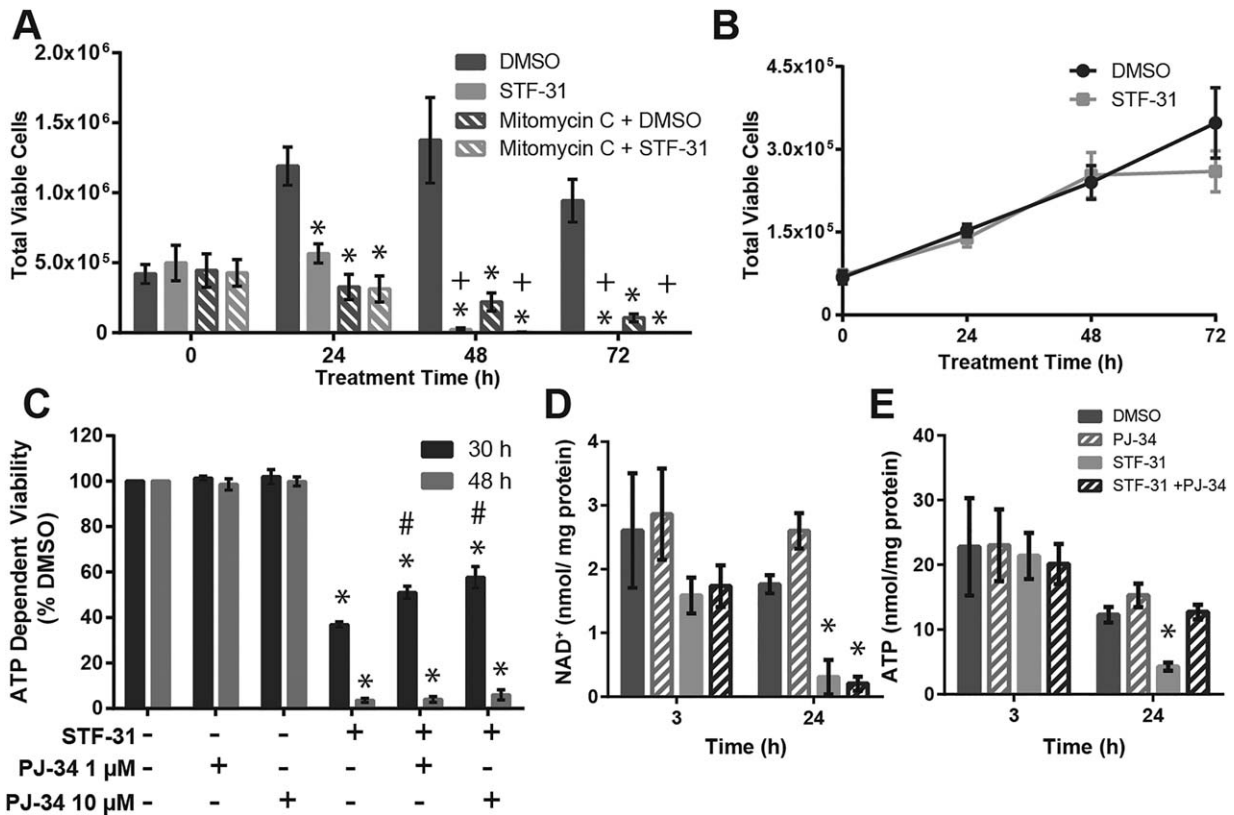 A
Total Viable Cells
2.0x10⁶
1.5x10⁶
1.0x10⁶
5.0x10⁵
0
DMSO
STF-31
Mitomycin C + DMSO
Mitomycin C + STF-31
* * *
+ * * + *
+ * * + *
0 24 48 72
Treatment Time (h)
B
Total Viable Cells
4.5x10⁵
3.0x10⁵
1.5x10⁵
0
DMSO
STF-31
0 24 48 72
Treatment Time (h)
C
ATP Dependent Viability
(% DMSO)
120
100
80
60
40
20
0
30 h
48 h
# #
* * *
* * *
STF-31 - - - + + +
PJ-34 1 µM - + - - + -
PJ-34 10 µM - - + - - +
D
NAD⁺ (nmol/ mg protein)
4
3
2
1
0
* *
3 24
Time (h)
E
ATP (nmol/mg protein)
40
30
20
10
0
DMSO
PJ-34
STF-31
STF-31 +PJ-34
*
3 24
Time (h)